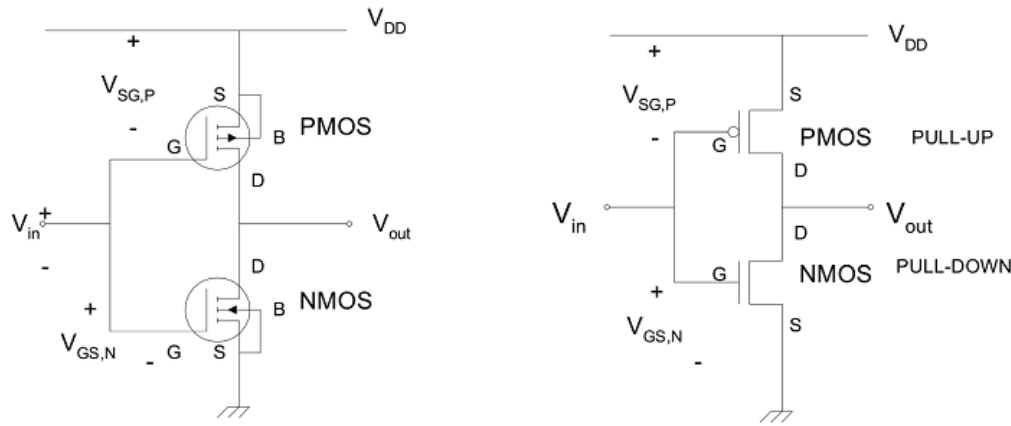 V_DD
+
V_SG,P
-
S
G
B
PMOS
D
V_in
+
-
V_out
D
NMOS
B
+
V_GS,N
-
G
S
V_DD
+
V_SG,P
-
S
G
PMOS
PULL-UP
D
V_in
V_out
D
G
NMOS
PULL-DOWN
+
V_GS,N
-
S